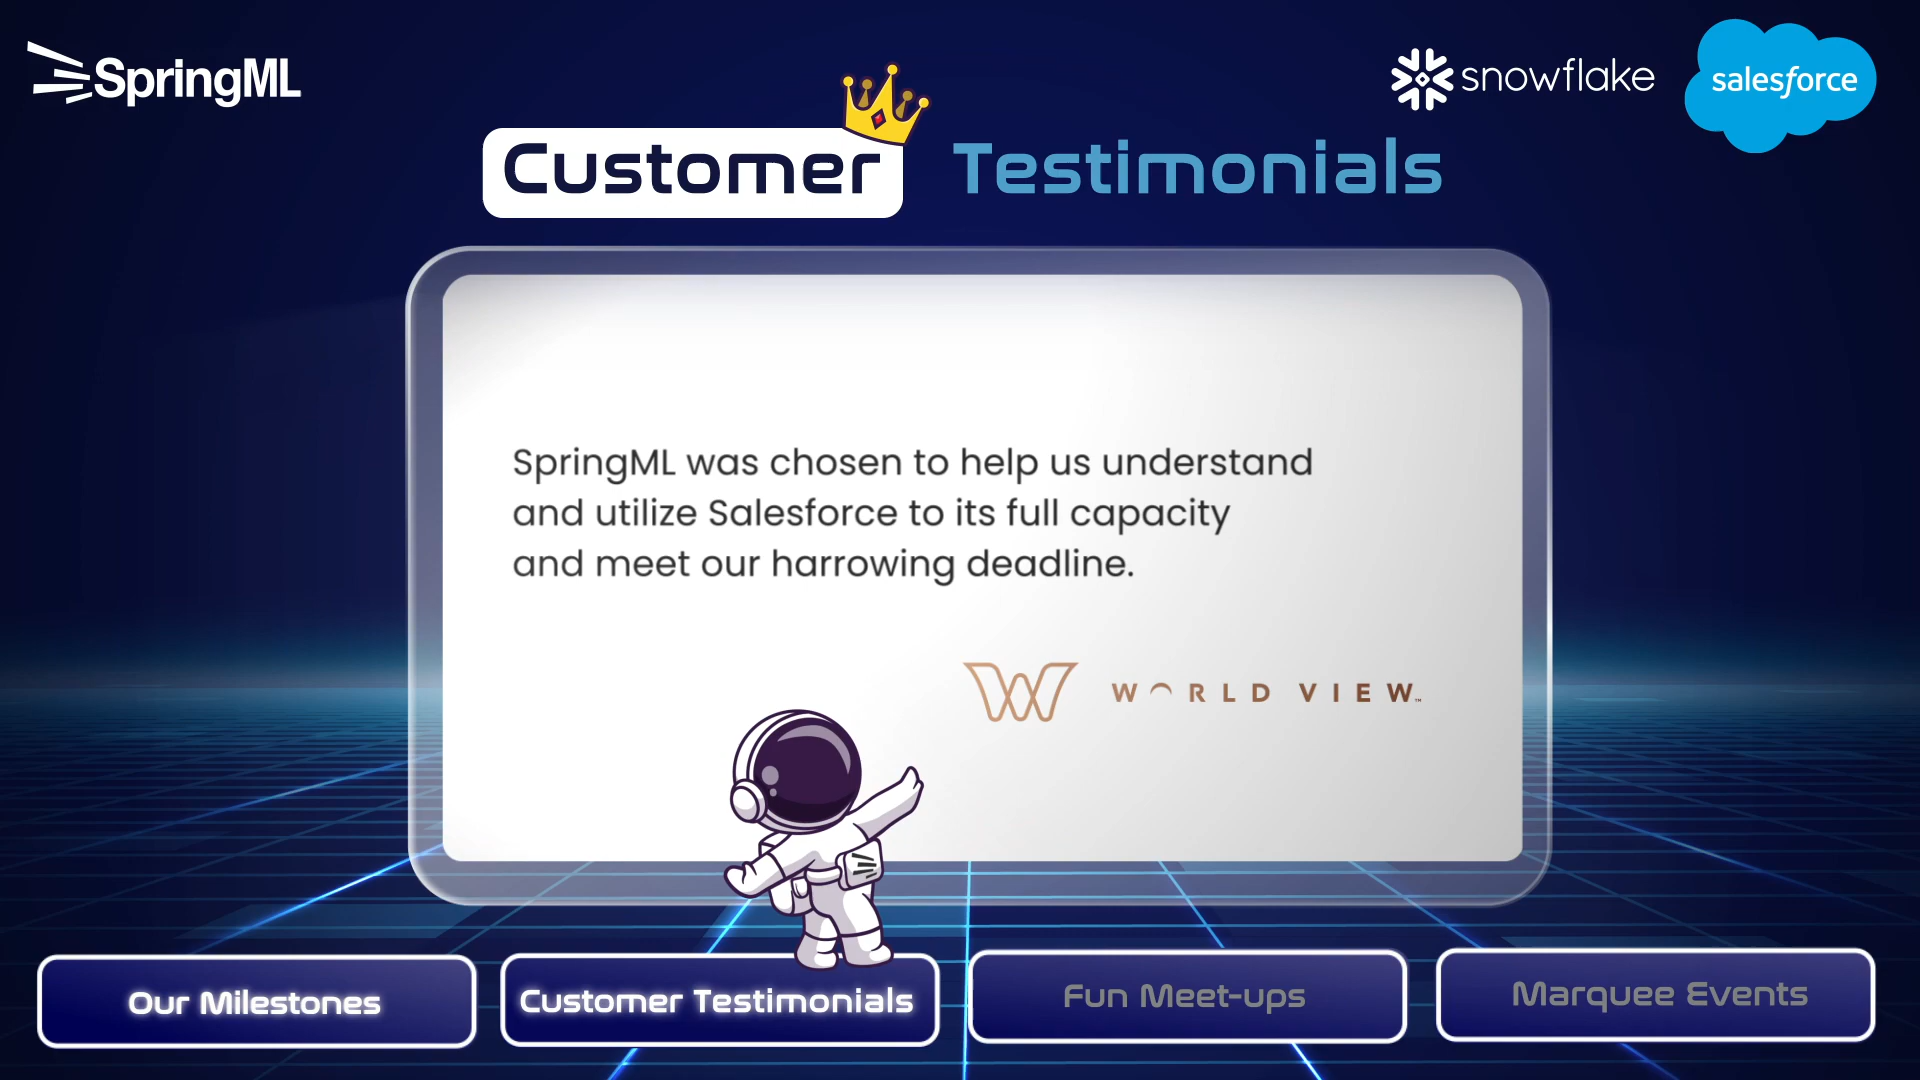 SpringML
snowflake
salesforce
Customer Testimonials
SpringML was chosen to help us understand
and utilize Salesforce to its full capacity
and meet our harrowing deadline.
W WORLD VIEW™
Our Milestones
Customer Testimonials
Fun Meet-ups
Marquee Events